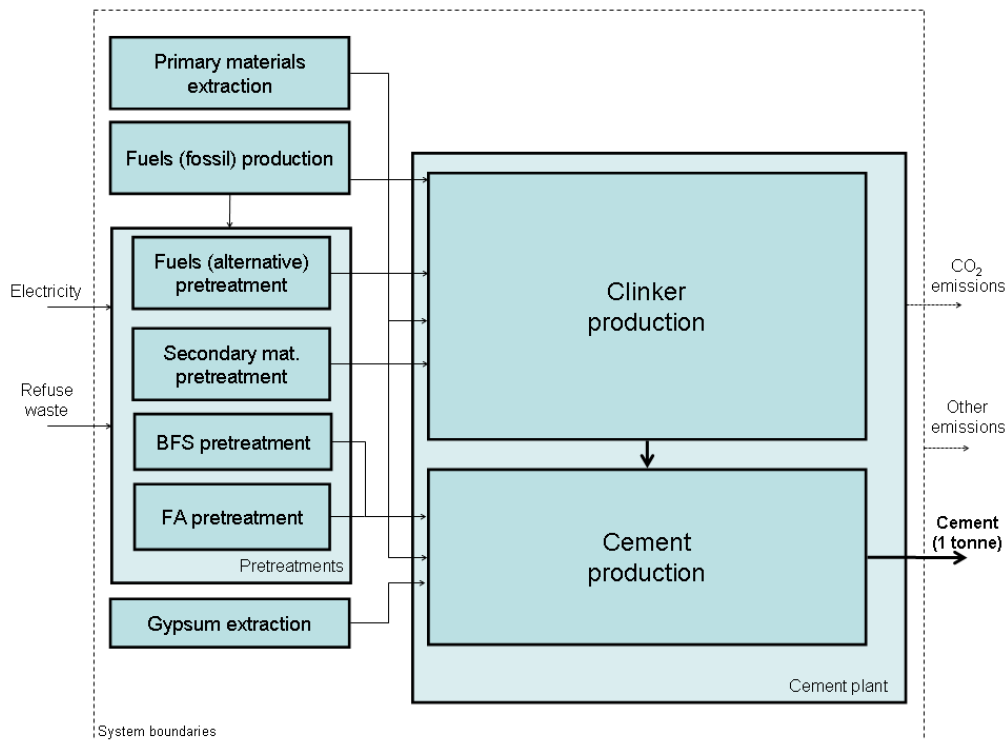 Primary materials
extraction
Fuels (fossil) production
Fuels (alternative)
pretreatment
Secondary mat.
pretreatment
BFS pretreatment
FA pretreatment
Pretreatments
Gypsum extraction
Electricity
Refuse
waste
Clinker
production
Cement
production
Cement plant
CO₂
emissions
Other
emissions
Cement
(1 tonne)
System boundaries